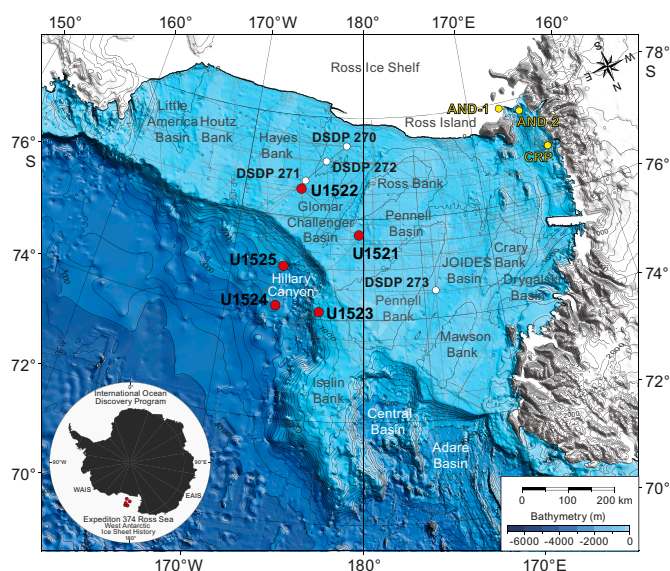 150°
160°
170°W
180°
170°E
160°
78°
S
S
E
W
N
Ross Ice Shelf
AND-1
Ross Island
AND-2
CRP
Little
America
Basin
Houtz
Bank
Hayes
Bank
DSDP 270
DSDP 272
DSDP 271
U1522
Ross Bank
76°
S
76°
Glomar
Challenger
Basin
Pennell
Basin
U1521
U1525
Hillary
Canyon
U1524
U1523
JOIDES
Basin
Crary
Bank
Drygalski
Basin
DSDP 273
Pennell
Bank
74°
74°
Mawson
Bank
72°
72°
Iselin
Bank
Central
Basin
Adare
Basin
70°
70°
International Ocean
Discovery Program
0°
90°W
90°E
WAIS
EAIS
Expediton 374 Ross Sea
West Antarctic
Ice Sheet History
180°
0 100 200 km
Bathymetry (m)
-6000 -4000 -2000 0
170°W
180°
170°E